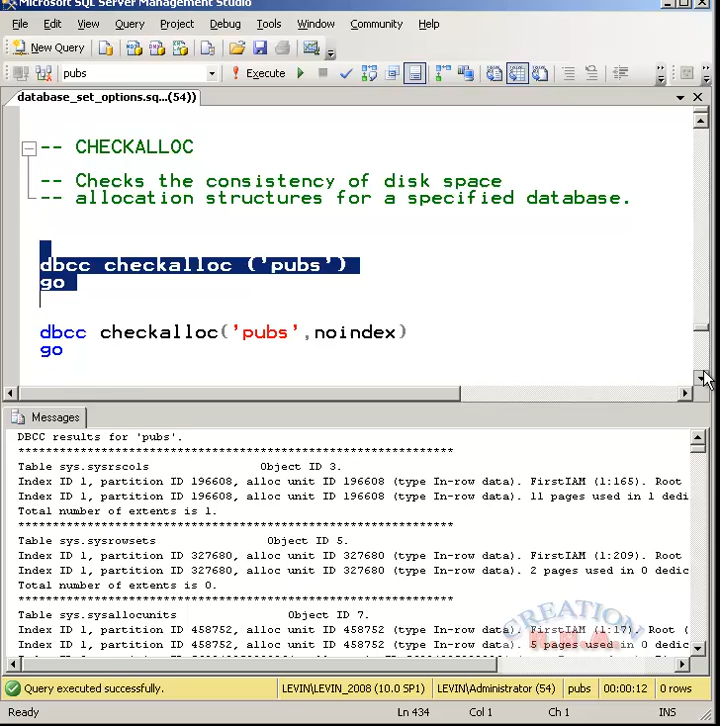 Microsoft SQL Server Management Studio
File Edit View Query Project Debug Tools Window Community Help
New Query
pubs Execute
database_set_options.sq...(54))
-- CHECKALLOC
-- Checks the consistency of disk space
-- allocation structures for a specified database.
dbcc checkalloc ('pubs')
go
dbcc checkalloc('pubs',noindex)
go
Messages
DBCC results for 'pubs'.
***************************************************************
Table sys.sysrscols Object ID 3.
Index ID 1, partition ID 196608, alloc unit ID 196608 (type In-row data). FirstIAM (1:165). Root
Index ID 1, partition ID 196608, alloc unit ID 196608 (type In-row data). 11 pages used in 1 dedic
Total number of extents is 1.
***************************************************************
Table sys.sysrowsets Object ID 5.
Index ID 1, partition ID 327680, alloc unit ID 327680 (type In-row data). FirstIAM (1:209). Root
Index ID 1, partition ID 327680, alloc unit ID 327680 (type In-row data). 2 pages used in 0 dedic
Total number of extents is 0.
***************************************************************
Table sys.sysallocunits Object ID 7.
Index ID 1, partition ID 458752, alloc unit ID 458752 (type In-row data). FirstIAM (1:17). Root (
Index ID 1, partition ID 458752, alloc unit ID 458752 (type In-row data). 5 pages used in 0 dedic
CREATION
Query executed successfully. LEVIN\LEVIN_2008 (10.0 SP1) LEVIN\Administrator (54) pubs 00:00:12 0 rows
Ready Ln 434 Col 1 Ch 1 INS